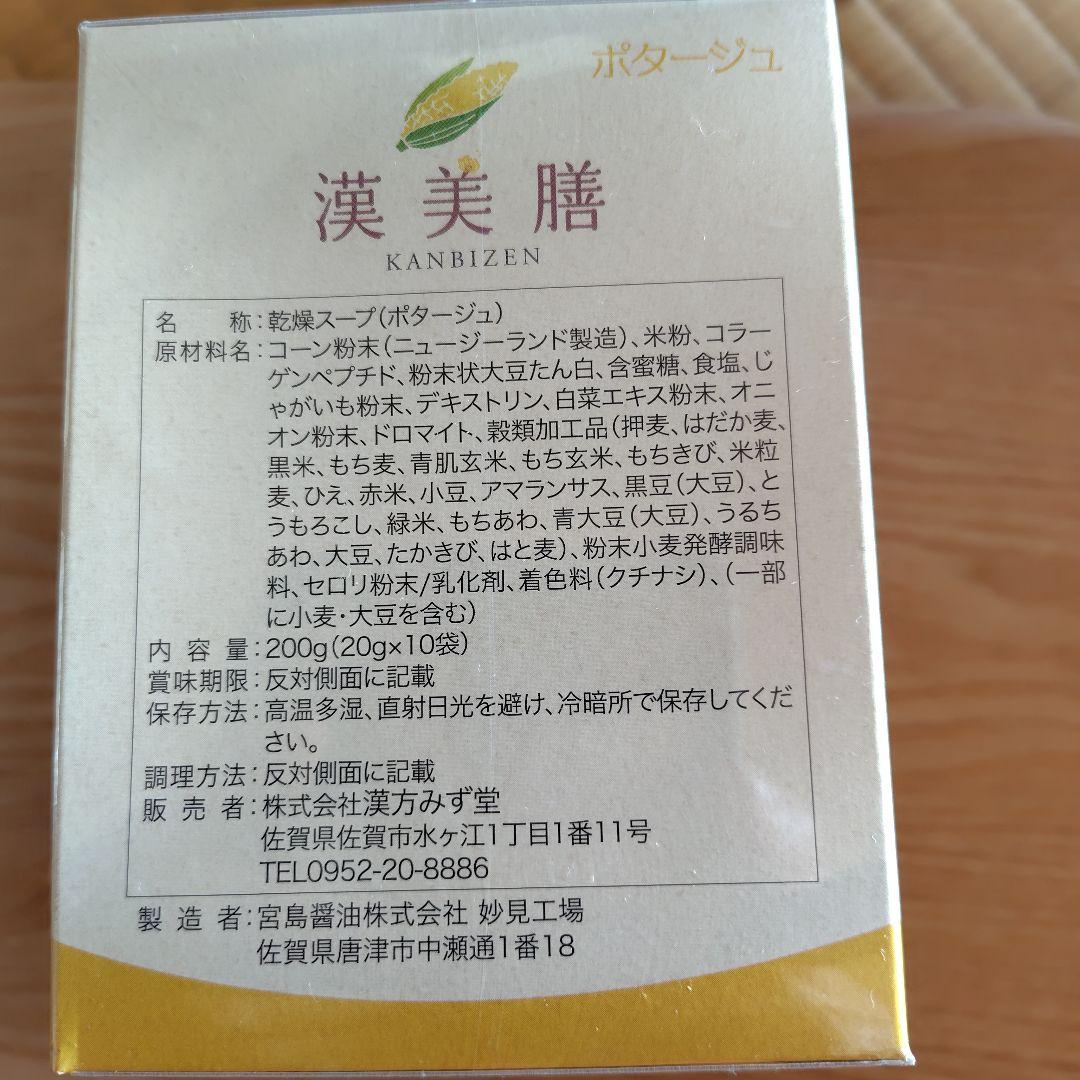 ポタージュ
漢美膳
KANBIZEN
名　　称：乾燥スープ（ポタージュ）
原材料名：コーン粉末（ニュージーランド製造）、米粉、コラー
ゲンペプチド、粉末状大豆たん白、含蜜糖、食塩、じ
ゃがいも粉末、デキストリン、白菜エキス粉末、オニ
オン粉末、ドロマイト、穀類加工品（押麦、はだか麦、
黒米、もち麦、青肌玄米、もち玄米、もちきび、米粒
麦、ひえ、赤米、小豆、アマランサス、黒豆（大豆）、と
うもろこし、緑米、もちあわ、青大豆（大豆）、うるち
あわ、大豆、たかきび、はと麦）、粉末小麦発酵調味
料、セロリ粉末/乳化剤、着色料（クチナシ）、（一部
に小麦・大豆を含む）
内容量：200g（20g×10袋）
賞味期限：反対側面に記載
保存方法：高温多湿、直射日光を避け、冷暗所で保存してくだ
さい。
調理方法：反対側面に記載
販売者：株式会社漢方みず堂
佐賀県佐賀市水ヶ江1丁目1番11号
TEL0952-20-8886
製造者：宮島醤油株式会社 妙見工場
佐賀県唐津市中瀬通1番18